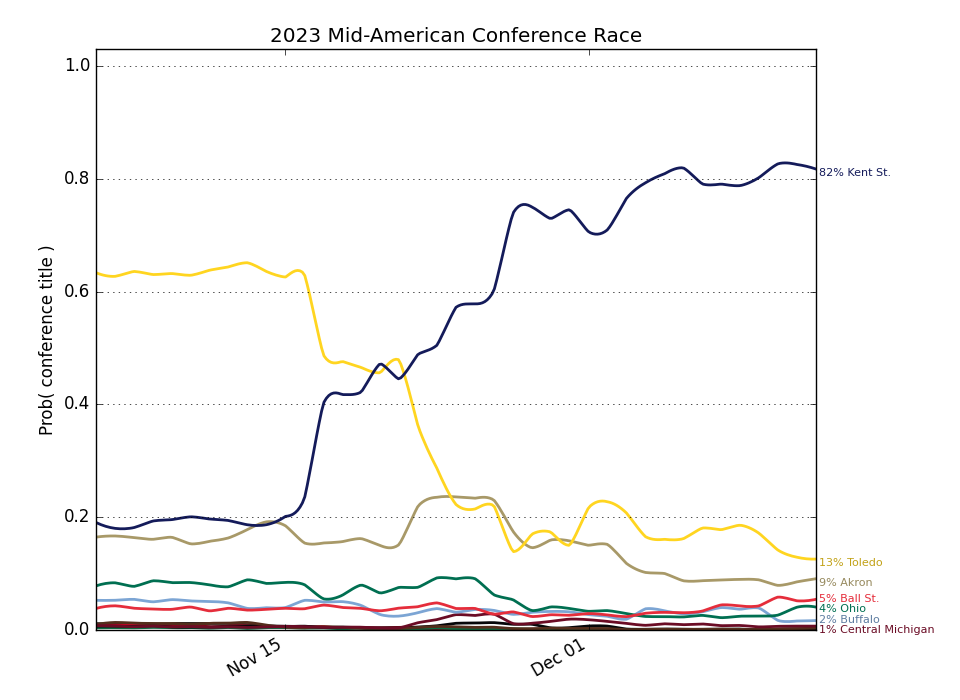 2023 Mid-American Conference Race
Prob( conference title )
1.0
0.8
0.6
0.4
0.2
0.0
Nov 15
Dec 01
82% Kent St.
13% Toledo
9% Akron
5% Ball St.
4% Ohio
2% Buffalo
1% Central Michigan